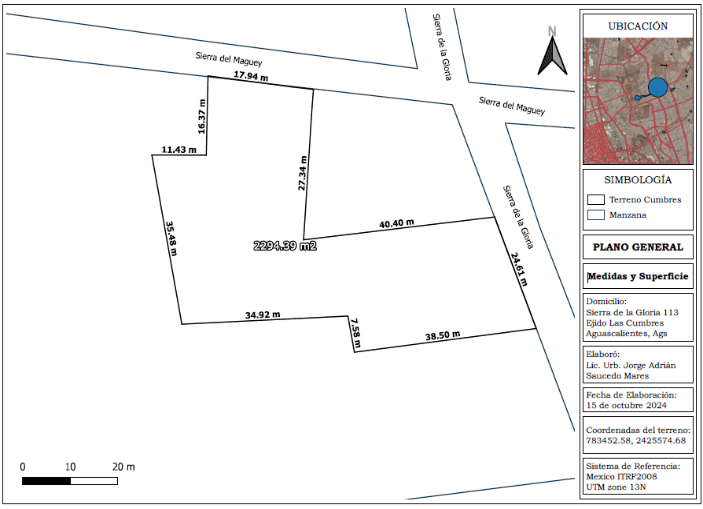 Sierra de la Gloria
Sierra del Maguey
17.94 m
N
Sierra del Maguey
16.37 m
11.43 m
27.34 m
Sierra de la Gloria
40.40 m
35.48 m
2294.39 m2
24.61 m
34.92 m
7.58 m
38.50 m
0 10 20 m
UBICACIÓN
SIMBOLOGÍA
Terreno Cumbres
Manzana
PLANO GENERAL
Medidas y Superficie
Domicilio:
Sierra de la Gloria 113
Ejido Las Cumbres
Aguascalientes, Ags
Elaboró:
Lic. Urb. Jorge Adrián
Saucedo Mares
Fecha de Elaboración:
15 de octubre 2024
Coordenadas del terreno:
783452.58, 2425574.68
Sistema de Referencia:
Mexico ITRF2008
UTM zone 13N